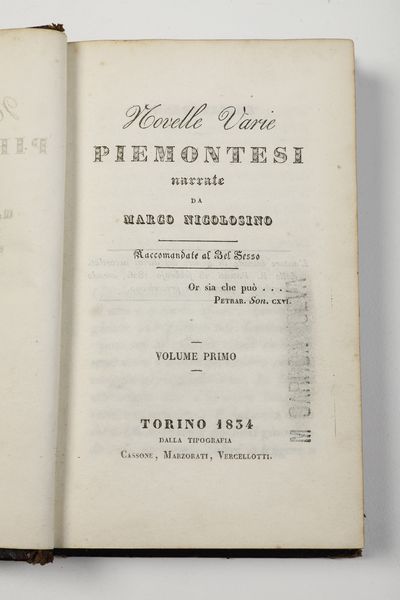 Novelle Varie
PIEMONTESI
narrate
DA
MARCO NICOLOSINO
Raccomandate al Bel Sesso
Or sia che può . . .
PETRAR. Son. CXVI.
VOLUME PRIMO
TORINO 1834
DALLA TIPOGRAFIA
CASSONE, MARZORATI, VERCELLOTTI.